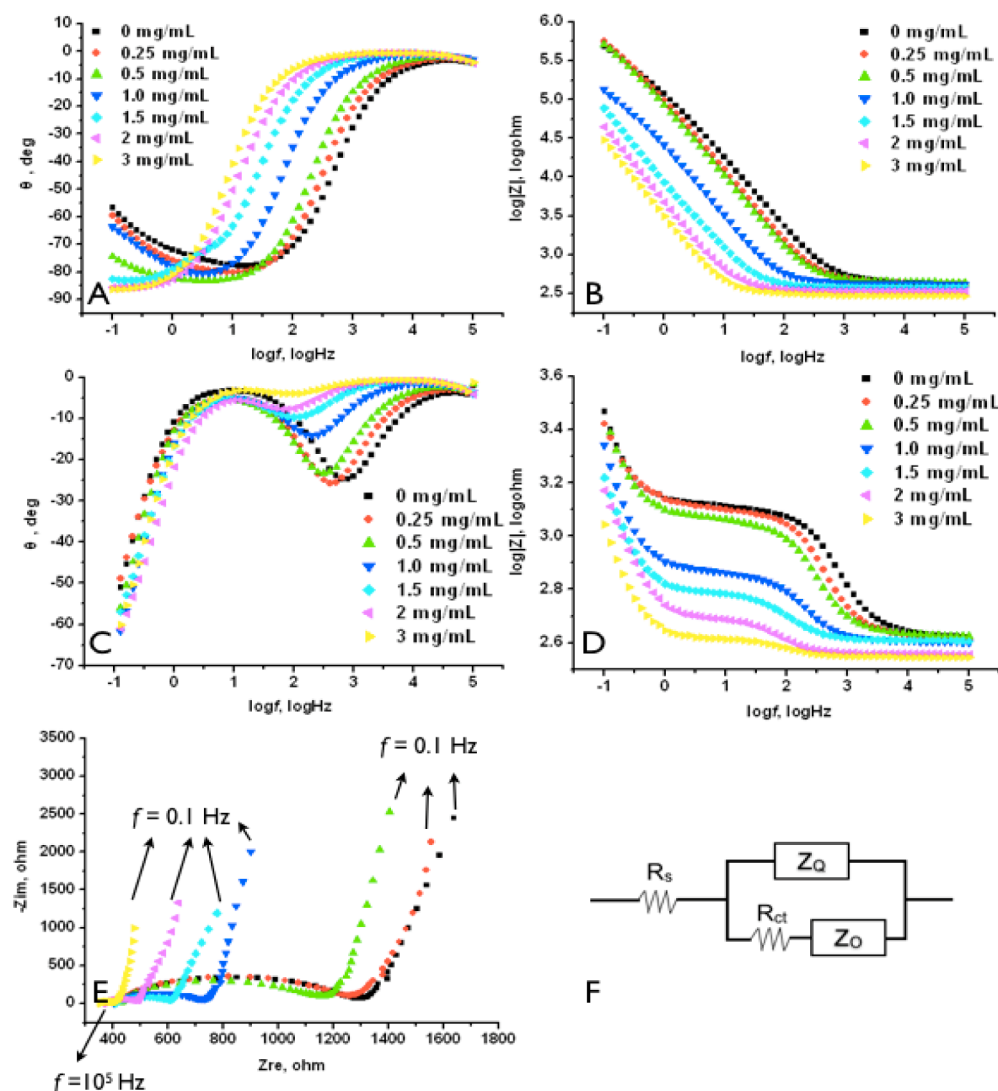 10
0
-10
-20
-30
-40
-50
-60
-70
-80
-90
θ , deg
0 mg/mL
0.25 mg/mL
0.5 mg/mL
1.0 mg/mL
1.5 mg/mL
2 mg/mL
3 mg/mL
A
-1 0 1 2 3 4 5
logf, logHz
6.0
5.5
5.0
4.5
4.0
3.5
3.0
2.5
log|Z|, logohm
0 mg/mL
0.25 mg/mL
0.5 mg/mL
1.0 mg/mL
1.5 mg/mL
2 mg/mL
3 mg/mL
B
-1 0 1 2 3 4 5
logf, logHz
0
-10
-20
-30
-40
-50
-60
-70
θ , deg
0 mg/mL
0.25 mg/mL
0.5 mg/mL
1.0 mg/mL
1.5 mg/mL
2 mg/mL
3 mg/mL
C
-1 0 1 2 3 4 5
logf, logHz
3.6
3.4
3.2
3.0
2.8
2.6
log|Z|, logohm
0 mg/mL
0.25 mg/mL
0.5 mg/mL
1.0 mg/mL
1.5 mg/mL
2 mg/mL
3 mg/mL
D
-1 0 1 2 3 4 5
logf, logHz
3500
3000
2500
2000
1500
1000
500
0
-Zim, ohm
f = 0.1 Hz
f = 0.1 Hz
E
400 600 800 1000 1200 1400 1600 1800
Zre, ohm
f =10⁵ Hz
Rs
ZQ
Rct
ZO
F